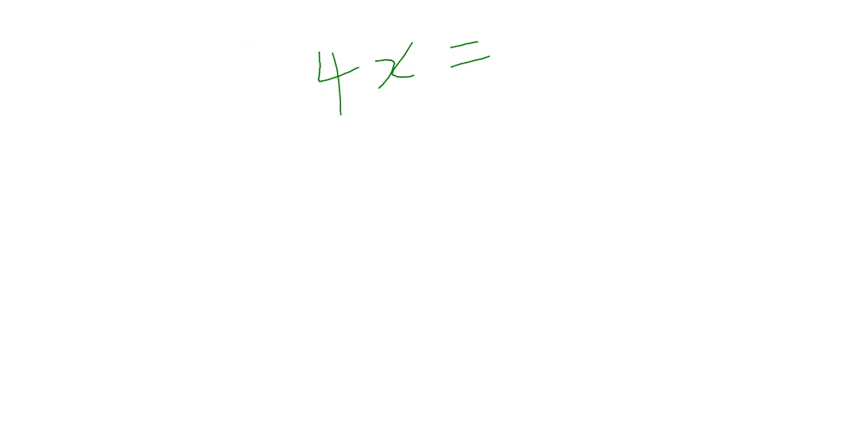 4x =